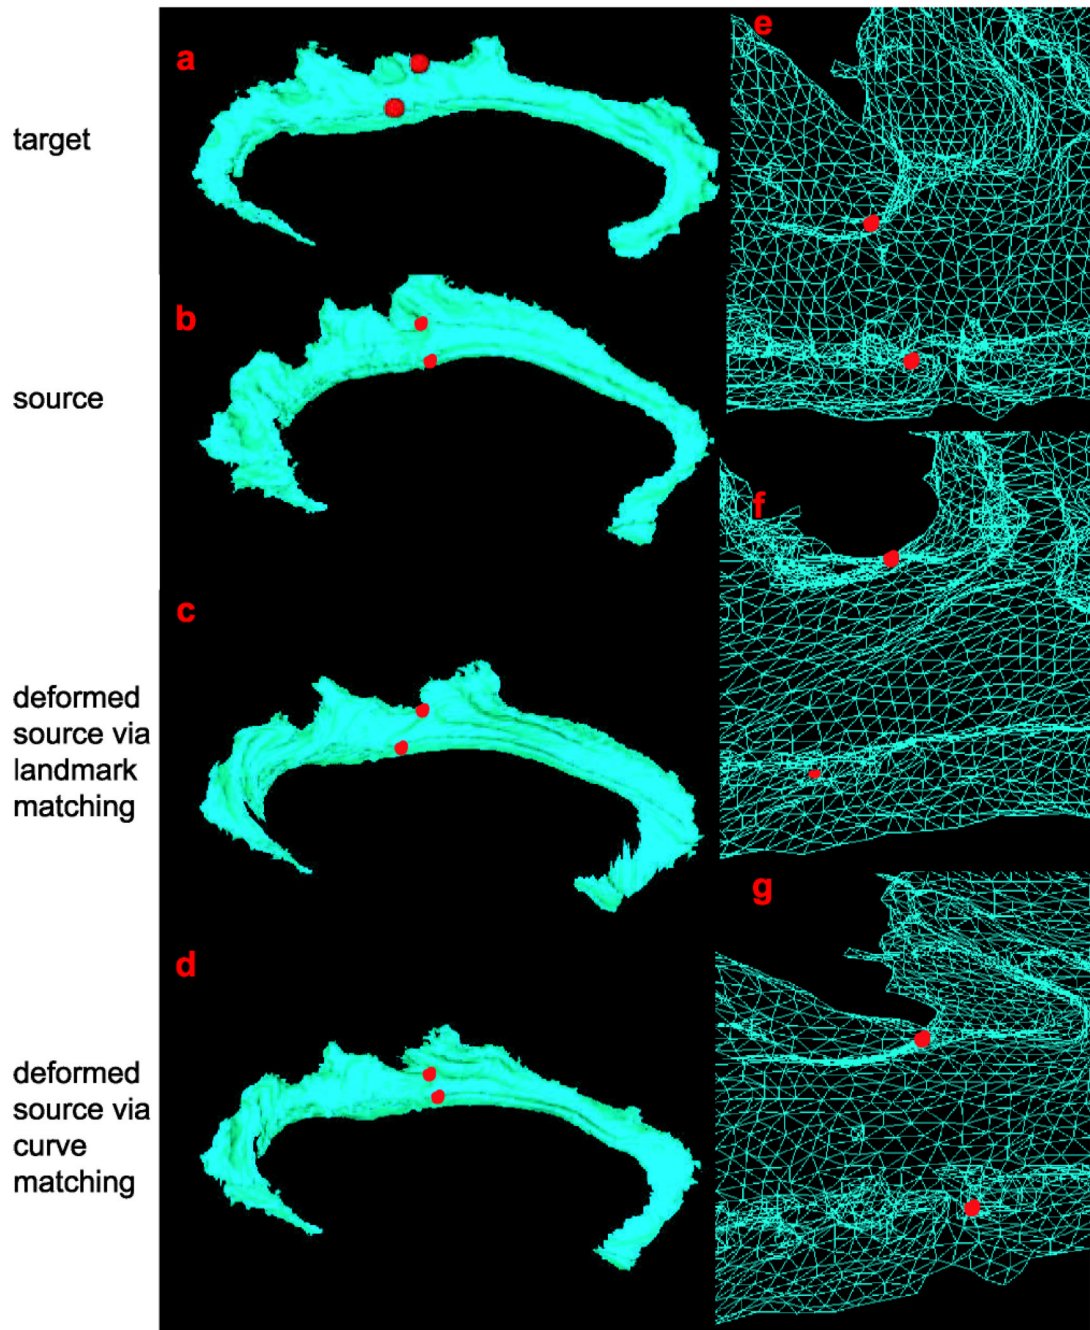 a
e
target
b
source
f
c
deformed
source via
landmark
matching
g
d
deformed
source via
curve
matching